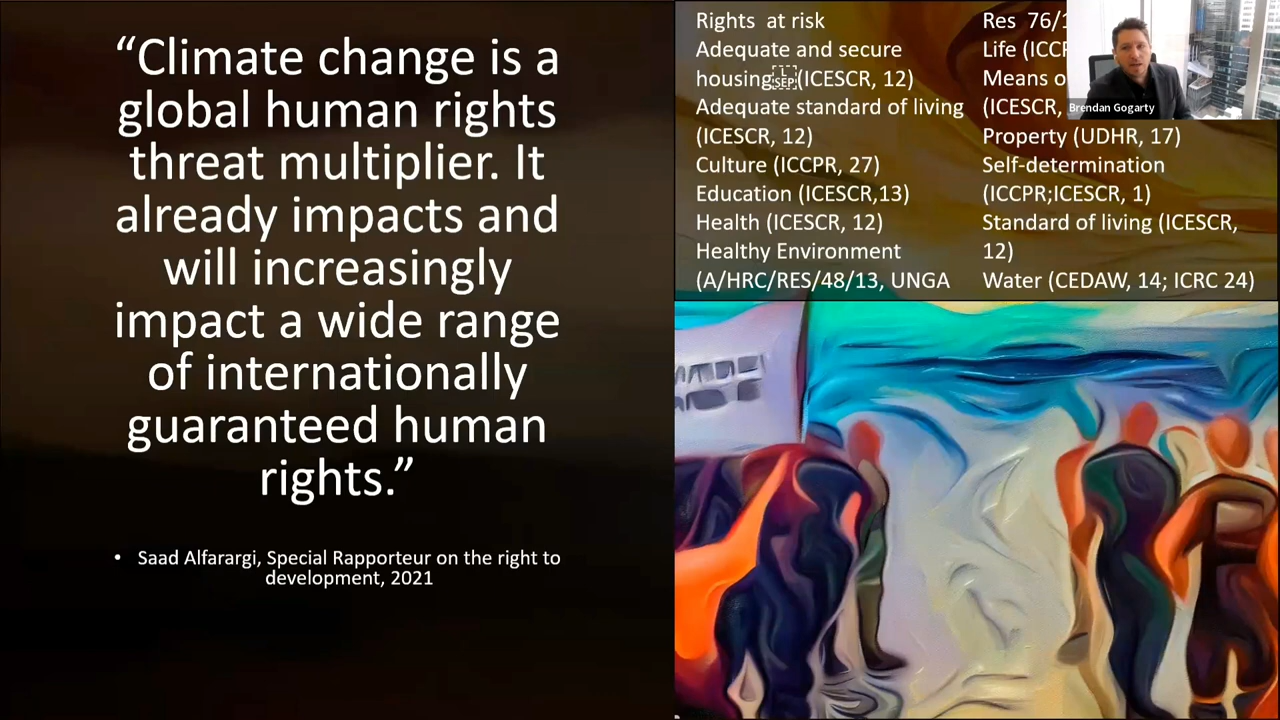 “Climate change is a
global human rights
threat multiplier. It
already impacts and
will increasingly
impact a wide range
of internationally
guaranteed human
rights.”
• Saad Alfarargi, Special Rapporteur on the right to
development, 2021
Rights at risk
Adequate and secure
housing (ICESCR, 12)
Adequate standard of living
(ICESCR, 12)
Culture (ICCPR, 27)
Education (ICESCR,13)
Health (ICESCR, 12)
Healthy Environment
(A/HRC/RES/48/13, UNGA
Res
Life
Means
(ICESCR,
Property (UDHR, 17)
Self-determination
(ICCPR;ICESCR, 1)
Standard of living (ICESCR,
12)
Water (CEDAW, 14; ICRC 24)
Brendan Gogarty